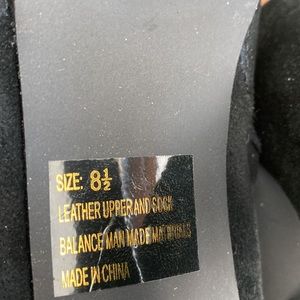 SIZE: 8½
LEATHER UPPER AND SOCK
BALANCE MAN MADE MATERIALS
MADE IN CHINA